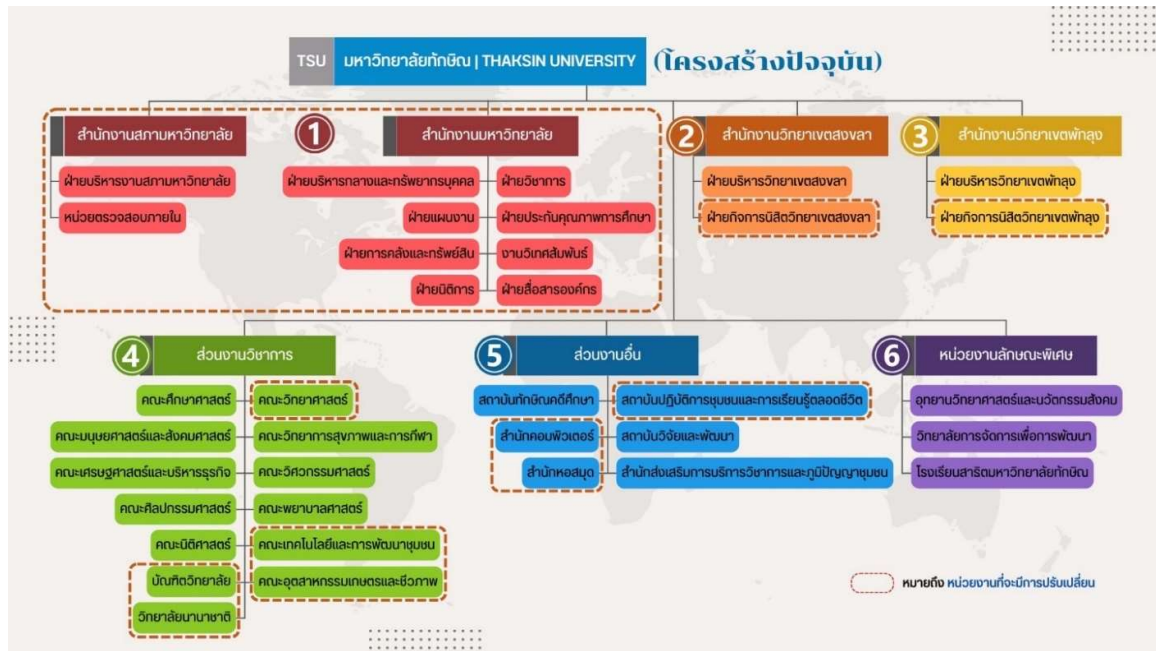 TSU มหาวิทยาลัยทักษิณ | THAKSIN UNIVERSITY (โครงสร้างปัจจุบัน)
สำนักงานสภามหาวิทยาลัย
ฝ่ายบริหารงานสภามหาวิทยาลัย
หน่วยตรวจสอบภายใน
1 สำนักงานมหาวิทยาลัย
ฝ่ายบริหารกลางและทรัพยากรบุคคล
ฝ่ายวิชาการ
ฝ่ายแผนงาน
ฝ่ายประกันคุณภาพการศึกษา
ฝ่ายการคลังและทรัพย์สิน
งานวิเทศสัมพันธ์
ฝ่ายนิติการ
ฝ่ายสื่อสารองค์กร
2 สำนักงานวิทยาเขตสงขลา
ฝ่ายบริหารวิทยาเขตสงขลา
ฝ่ายกิจการนิสิตวิทยาเขตสงขลา
3 สำนักงานวิทยาเขตพัทลุง
ฝ่ายบริหารวิทยาเขตพัทลุง
ฝ่ายกิจการนิสิตวิทยาเขตพัทลุง
4 ส่วนงานวิชาการ
คณะศึกษาศาสตร์
คณะวิทยาศาสตร์
คณะมนุษยศาสตร์และสังคมศาสตร์
คณะวิทยาการสุขภาพและการกีฬา
คณะเศรษฐศาสตร์และบริหารธุรกิจ
คณะวิศวกรรมศาสตร์
คณะศิลปกรรมศาสตร์
คณะพยาบาลศาสตร์
คณะนิติศาสตร์
คณะเทคโนโลยีและการพัฒนาชุมชน
บัณฑิตวิทยาลัย
คณะอุตสาหกรรมเกษตรและชีวภาพ
วิทยาลัยนานาชาติ
5 ส่วนงานอื่น
สถาบันทักษิณคดีศึกษา
สถาบันปฏิบัติการชุมชนและการเรียนรู้ตลอดชีวิต
สำนักคอมพิวเตอร์
สถาบันวิจัยและพัฒนา
สำนักหอสมุด
สำนักส่งเสริมการบริการวิชาการและภูมิปัญญาชุมชน
6 หน่วยงานลักษณะพิเศษ
อุทยานวิทยาศาสตร์และนวัตกรรมสังคม
วิทยาลัยการจัดการเพื่อการพัฒนา
โรงเรียนสาธิตมหาวิทยาลัยทักษิณ
หมายถึง หน่วยงานที่จะมีการปรับเปลี่ยน